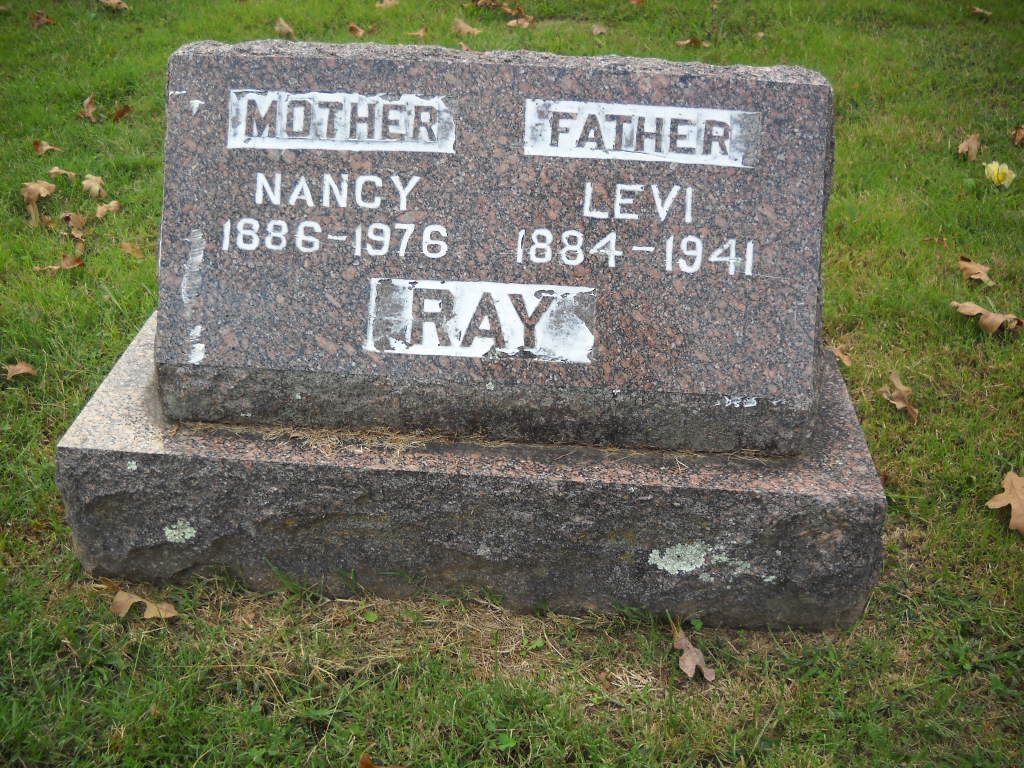 MOTHER FATHER
NANCY LEVI
1886-1976 1884-1941
RAY